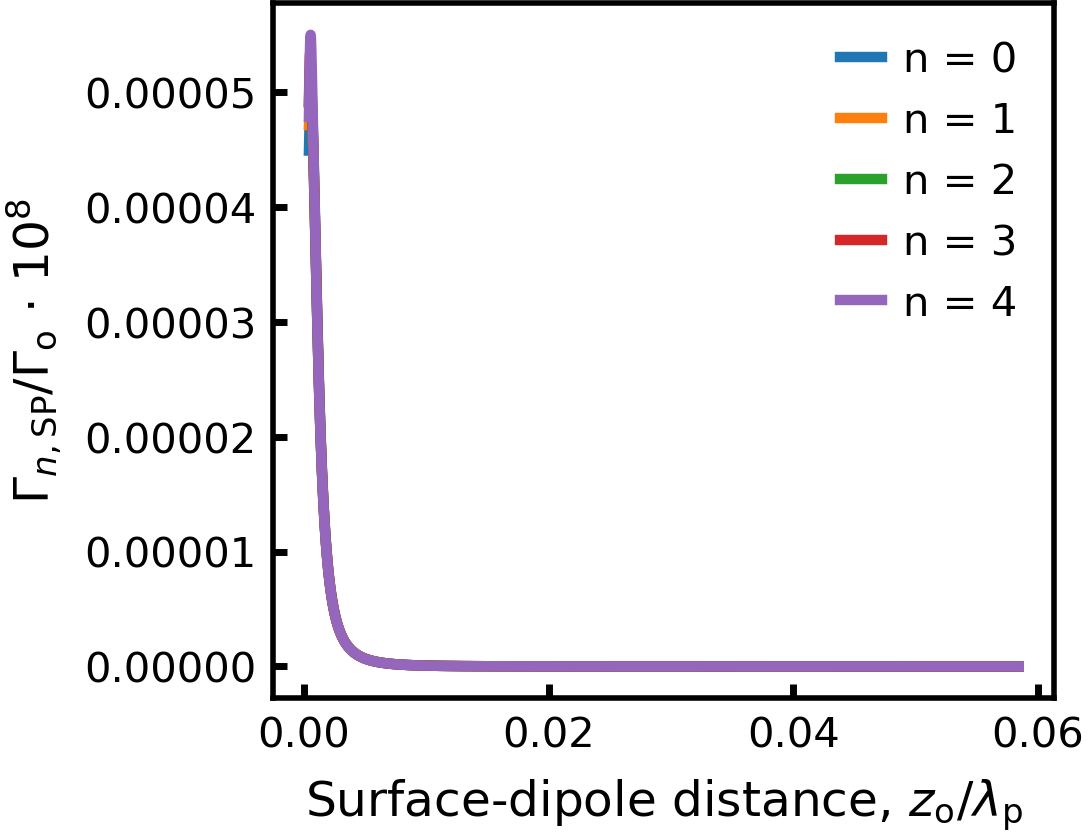 Γn,SP/Γo · 10⁸
0.00005
0.00004
0.00003
0.00002
0.00001
0.00000
n = 0
n = 1
n = 2
n = 3
n = 4
0.00 0.02 0.04 0.06
Surface-dipole distance, zo/λp